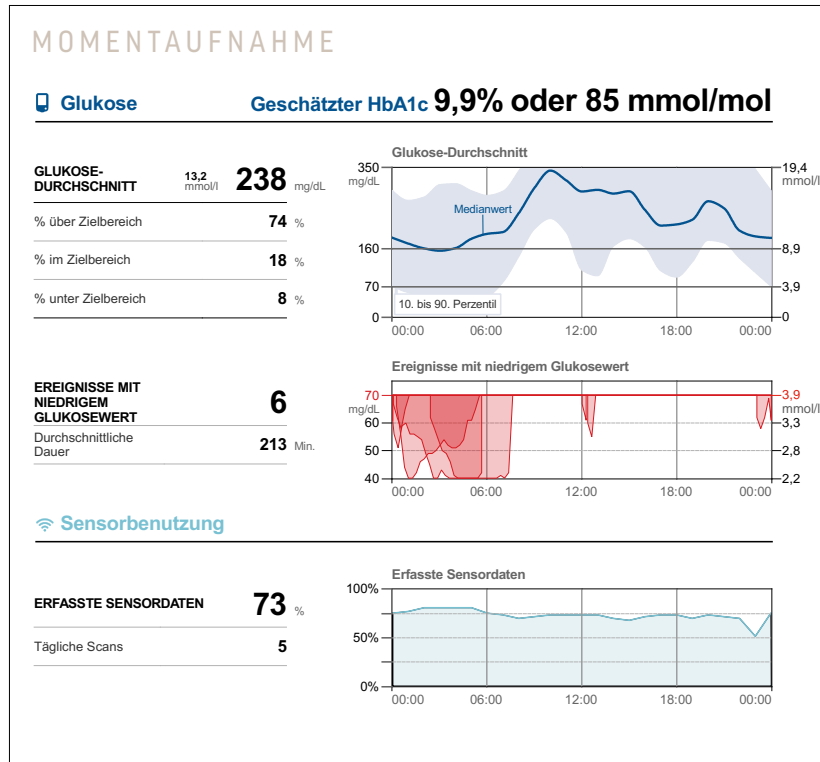 MOMENTAUFNAHME
Glukose
Geschätzter HbA1c 9,9% oder 85 mmol/mol
GLUKOSE-
DURCHSCHNITT
13,2
mmol/l
238 mg/dL
% über Zielbereich 74 %
% im Zielbereich 18 %
% unter Zielbereich 8 %
Glukose-Durchschnitt
350
mg/dL
160
70
0
19,4
mmol/l
8,9
3,9
0
Medianwert
10. bis 90. Perzentil
00:00 06:00 12:00 18:00 00:00
EREIGNISSE MIT
NIEDRIGEM
GLUKOSEWERT
6
Durchschnittliche
Dauer
213 Min.
Ereignisse mit niedrigem Glukosewert
70
mg/dL
60
50
40
3,9
mmol/l
3,3
2,8
2,2
00:00 06:00 12:00 18:00 00:00
Sensorbenutzung
ERFASSTE SENSORDATEN 73 %
Tägliche Scans 5
Erfasste Sensordaten
100%
50%
0%
00:00 06:00 12:00 18:00 00:00